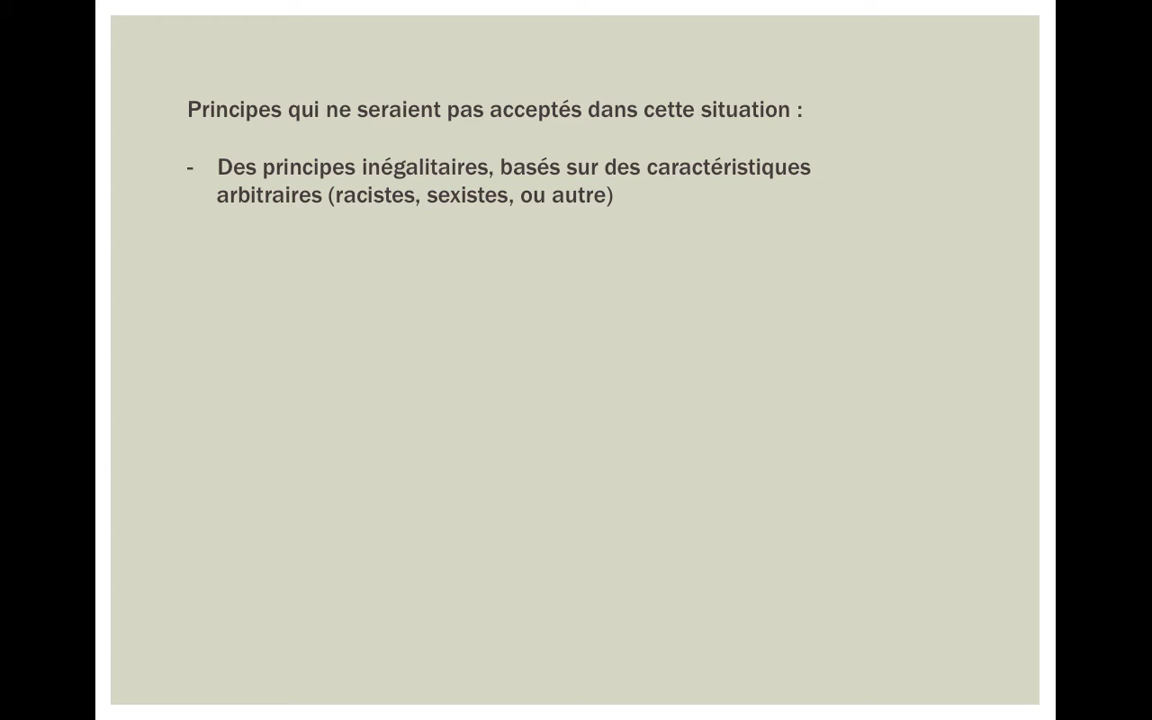 Principes qui ne seraient pas acceptés dans cette situation :
- Des principes inégalitaires, basés sur des caractéristiques
arbitraires (racistes, sexistes, ou autre)